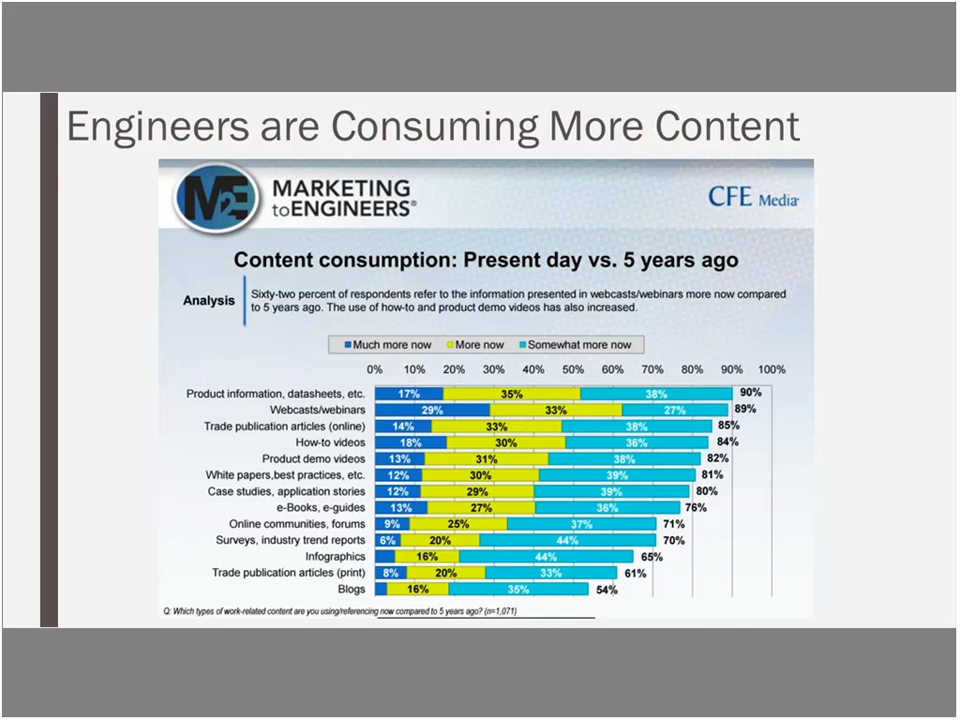 Engineers are Consuming More Content
M2E
MARKETING
toENGINEERS®
CFE Media
Content consumption: Present day vs. 5 years ago
Analysis
Sixty-two percent of respondents refer to the information presented in webcasts/webinars more now compared
to 5 years ago. The use of how-to and product demo videos has also increased.
Much more now More now Somewhat more now
0% 10% 20% 30% 40% 50% 60% 70% 80% 90% 100%
Product information, datasheets, etc. 17% 35% 38% 90%
Webcasts/webinars 29% 33% 27% 89%
Trade publication articles (online) 14% 33% 38% 85%
How-to videos 18% 30% 36% 84%
Product demo videos 13% 31% 38% 82%
White papers,best practices, etc. 12% 30% 39% 81%
Case studies, application stories 12% 29% 39% 80%
e-Books, e-guides 13% 27% 36% 76%
Online communities, forums 9% 25% 37% 71%
Surveys, industry trend reports 6% 20% 44% 70%
Infographics 16% 44% 65%
Trade publication articles (print) 8% 20% 33% 61%
Blogs 16% 35% 54%
Q: Which types of work-related content are you using/referencing now compared to 5 years ago? (n=1,071)